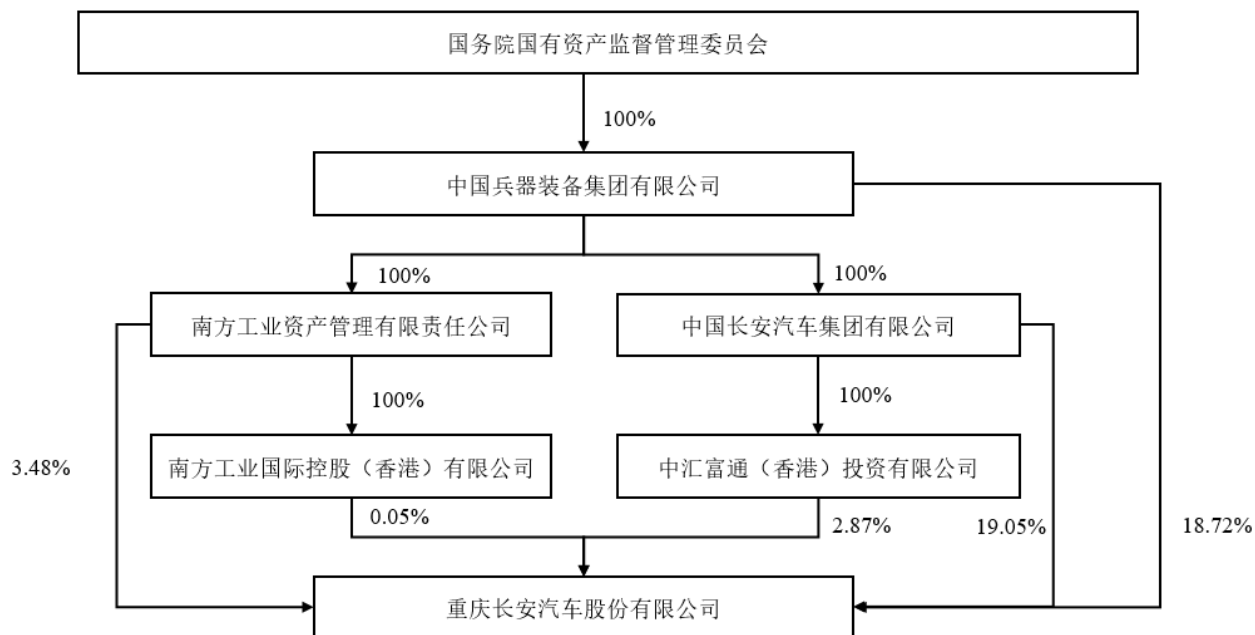 国务院国有资产监督管理委员会
100%
中国兵器装备集团有限公司
100%
100%
南方工业资产管理有限责任公司
中国长安汽车集团有限公司
100%
100%
3.48%
南方工业国际控股（香港）有限公司
中汇富通（香港）投资有限公司
0.05%
2.87%
19.05%
18.72%
重庆长安汽车股份有限公司